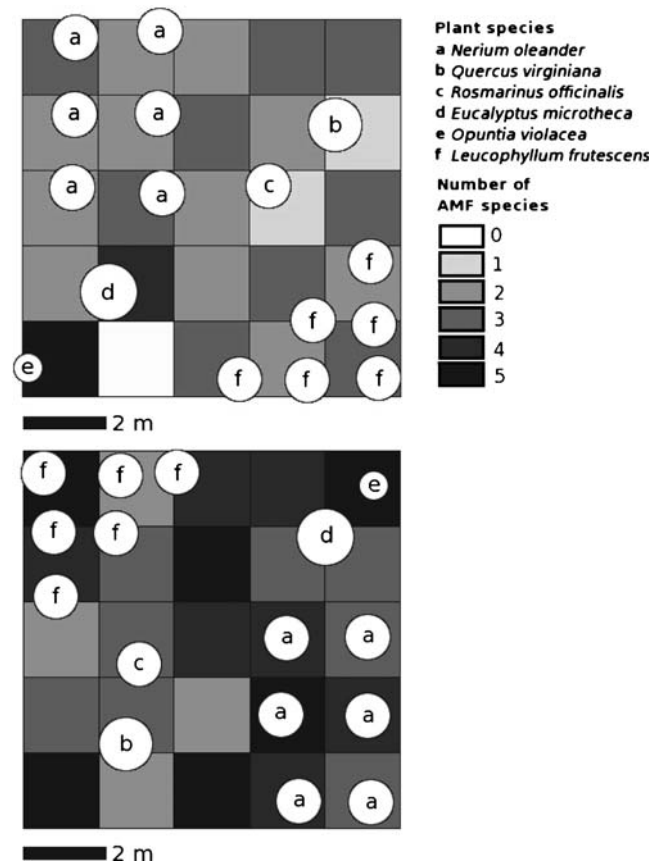 a a
a a b
a a c
d f
f f
e f f f
2 m
Plant species
a Nerium oleander
b Quercus virginiana
c Rosmarinus officinalis
d Eucalyptus microtheca
e Opuntia violacea
f Leucophyllum frutescens
Number of
AMF species
0
1
2
3
4
5
f f f e
f f d
f a a
c
b a a
a a
2 m